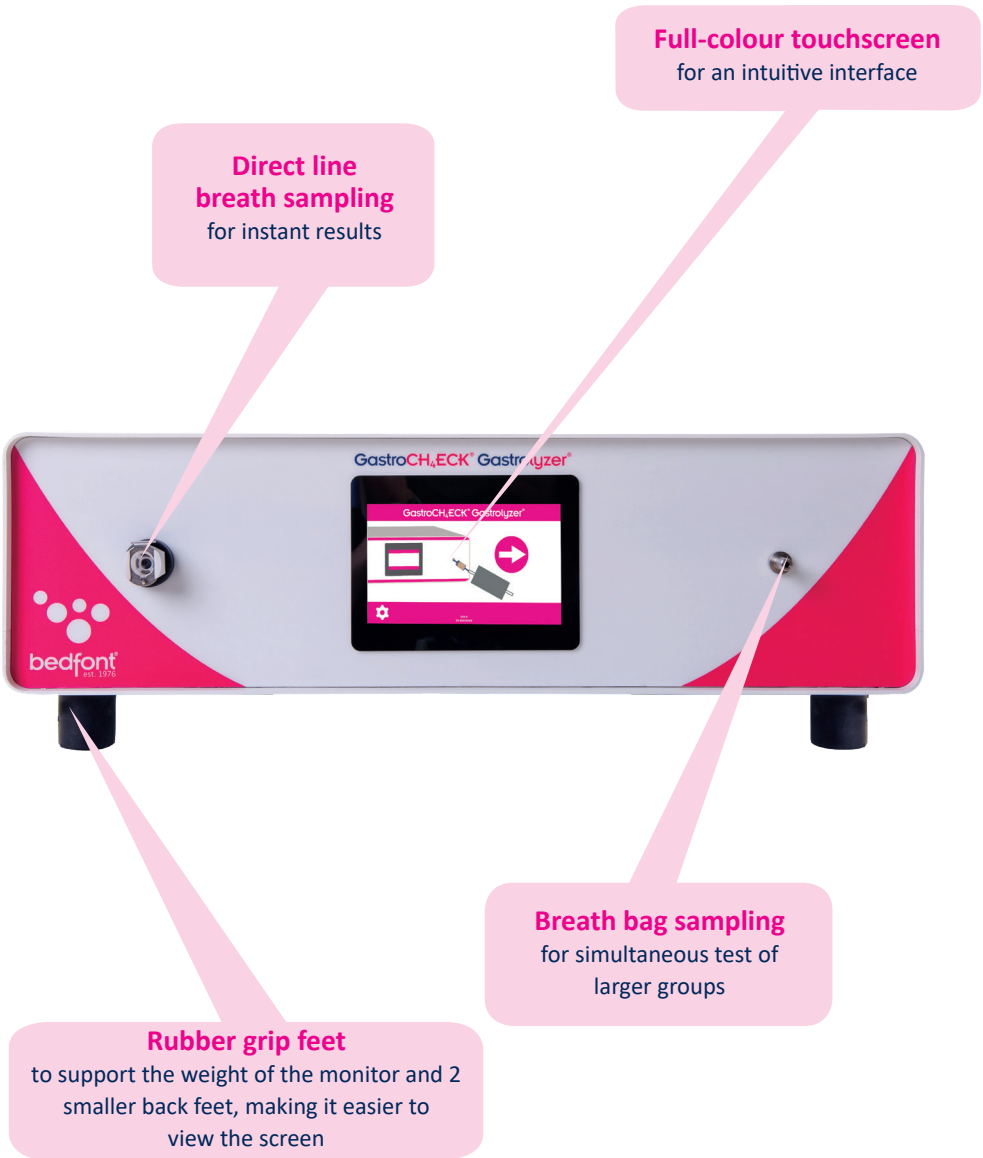 Full-colour touchscreen
for an intuitive interface
Direct line
breath sampling
for instant results
GastroCH₄ECK® Gastrolyzer®
GastroCH₄ECK® Gastrolyzer®
bedfont®
est. 1976
Breath bag sampling
for simultaneous test of
larger groups
Rubber grip feet
to support the weight of the monitor and 2
smaller back feet, making it easier to
view the screen